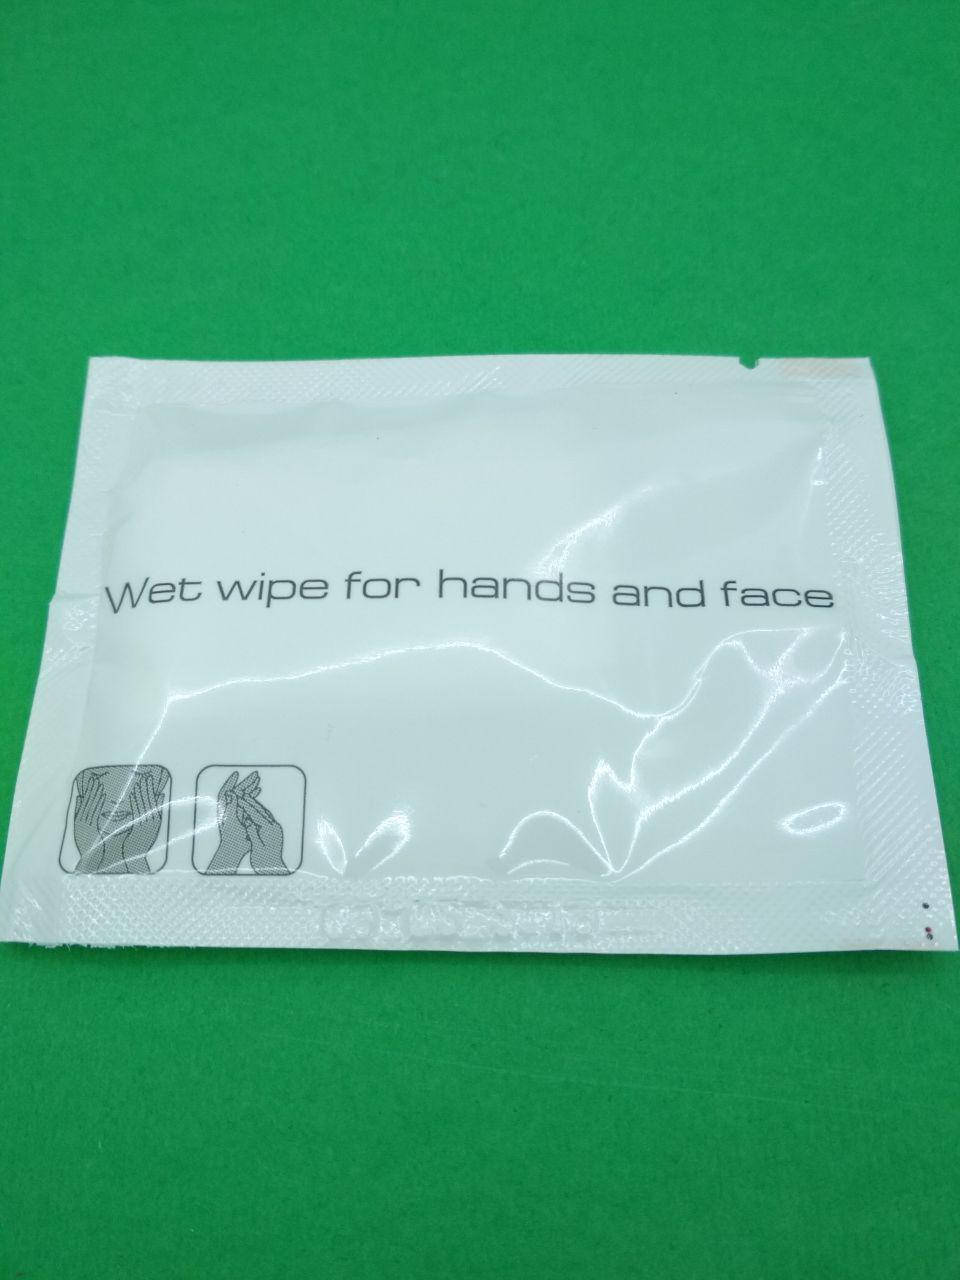 Wet wipe for hands and face